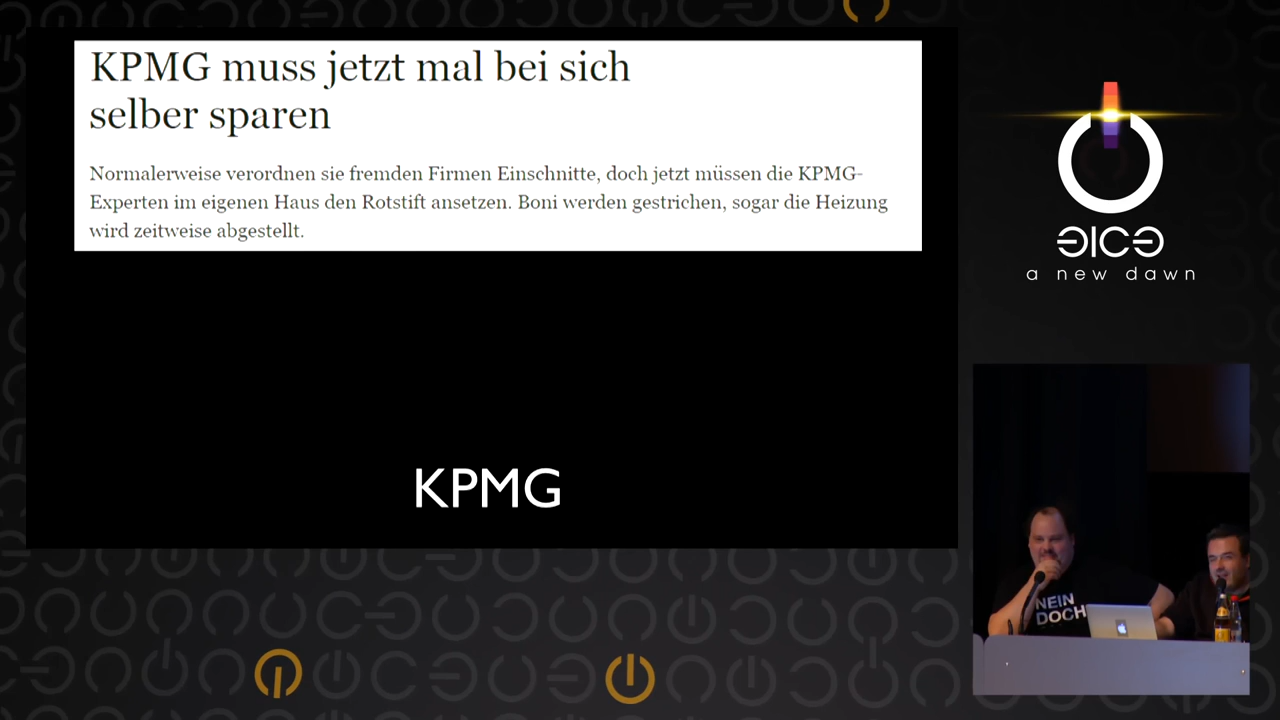 KPMG muss jetzt mal bei sich
selber sparen
Normalerweise verordnen sie fremden Firmen Einschnitte, doch jetzt müssen die KPMG-
Experten im eigenen Haus den Rotstift ansetzen. Boni werden gestrichen, sogar die Heizung
wird zeitweise abgestellt.
KPMG
a new dawn
NEIN
DOCH